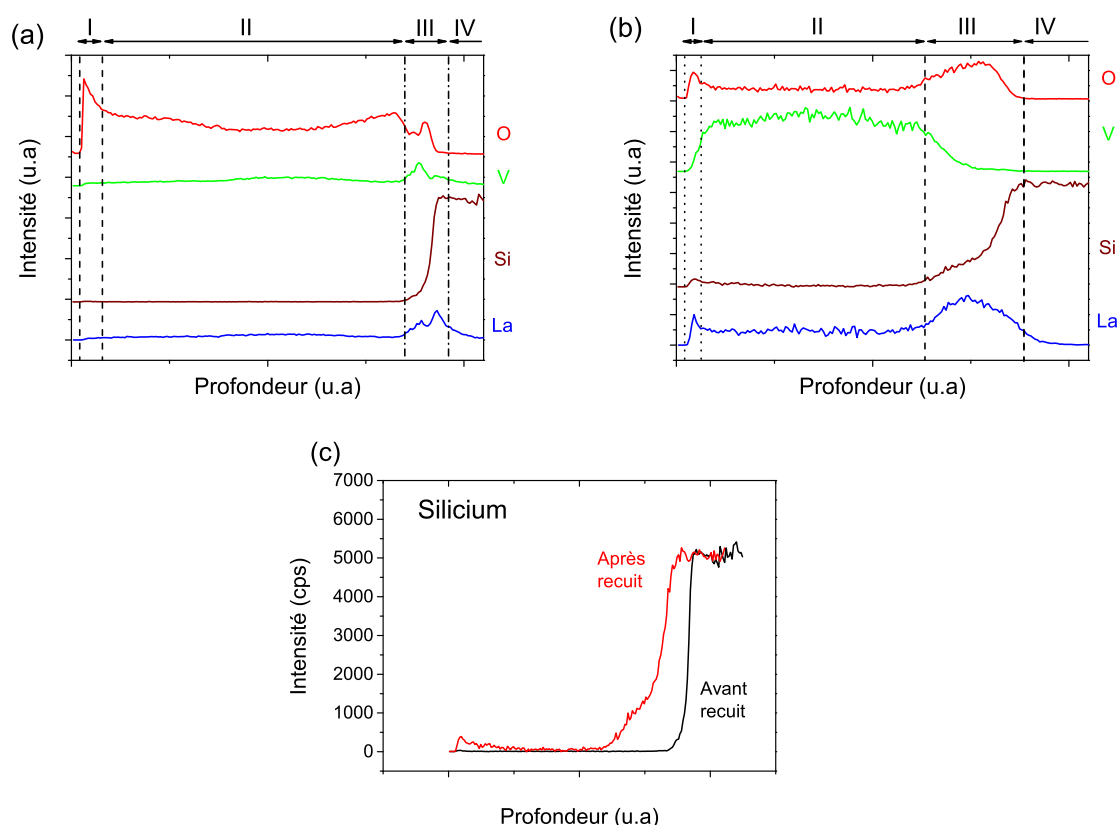 (a)
I II III IV
O
V
Si
La
Intensité (u.a)
Profondeur (u.a)
(b)
I II III IV
O
V
Si
La
Intensité (u.a)
Profondeur (u.a)
(c)
7000
6000
5000
4000
3000
2000
1000
0
Silicium
Après
recuit
Avant
recuit
Intensité (cps)
Profondeur (u.a)